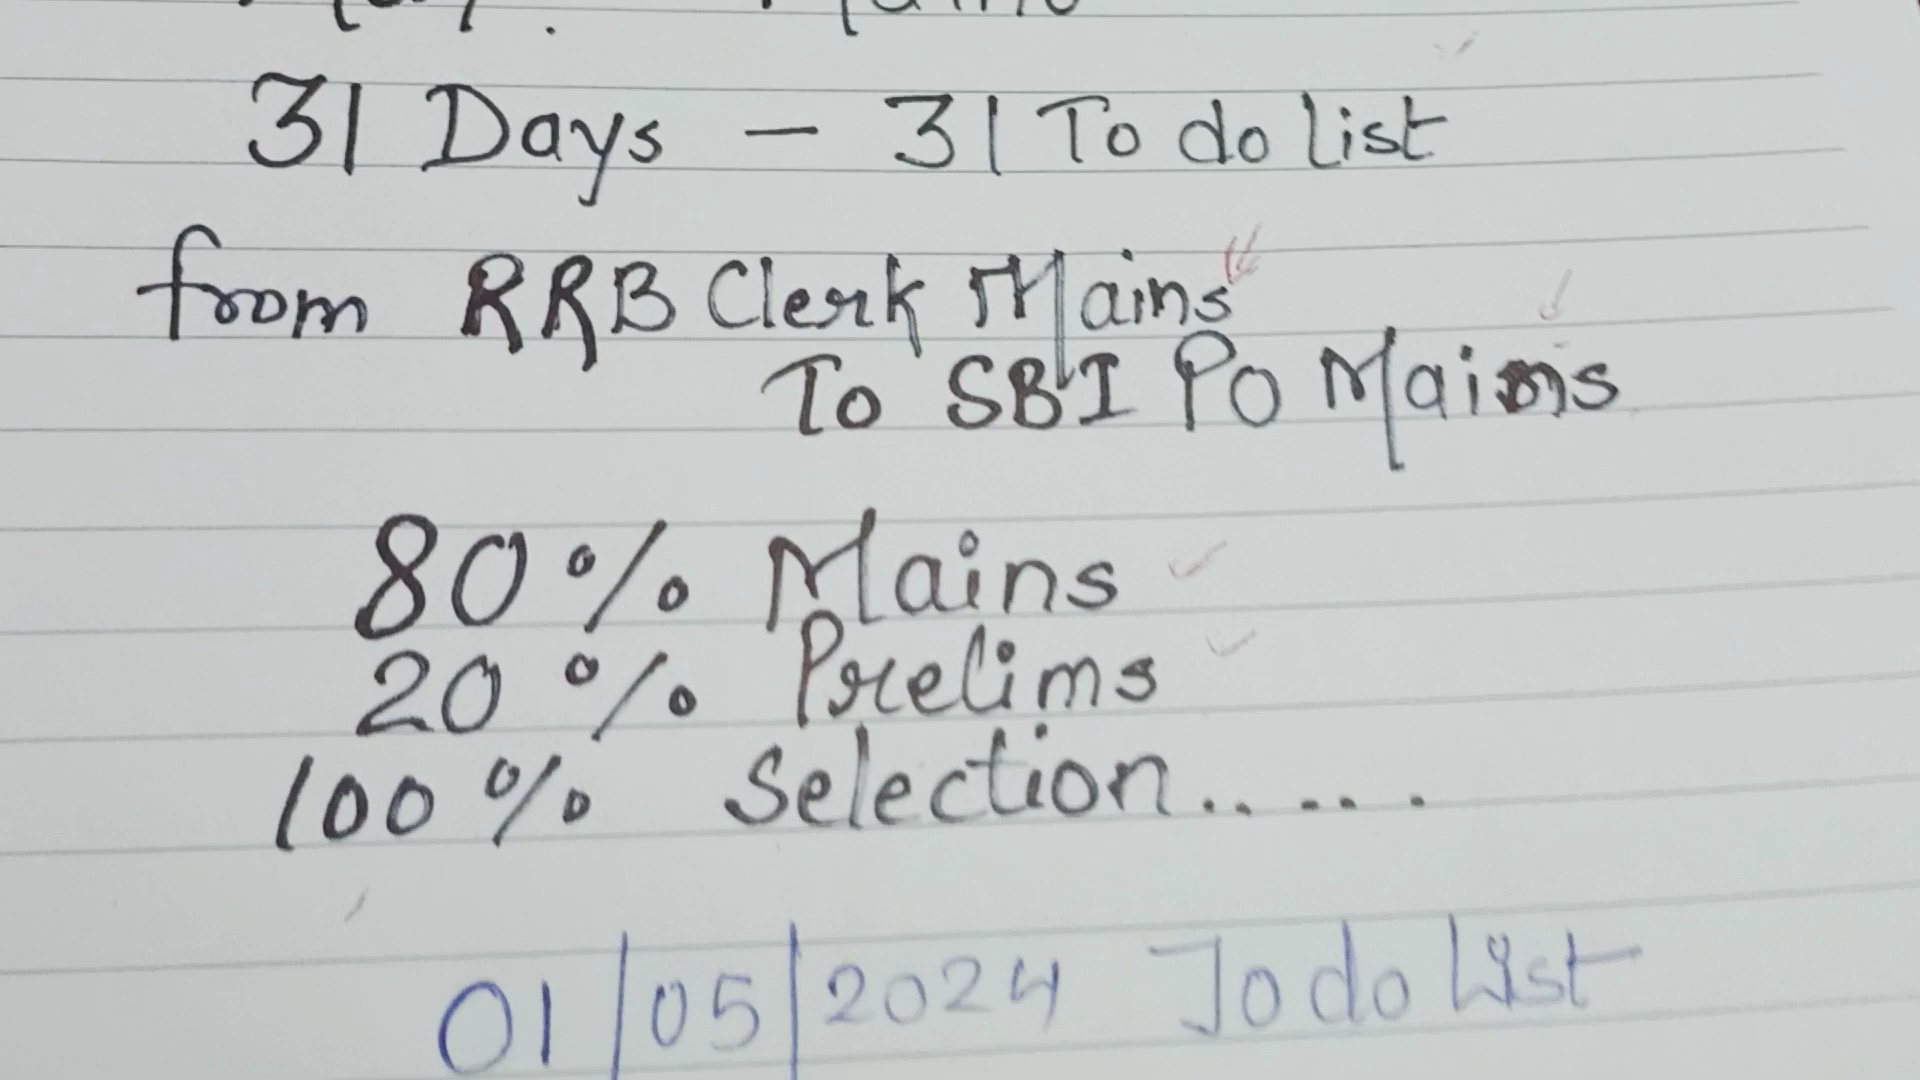 31 Days - 31 To do list
from RRB Clerk Mains
To SBI PO Mains
80% Mains
20% Prelims
100% Selection.....
01/05/2024 To do List